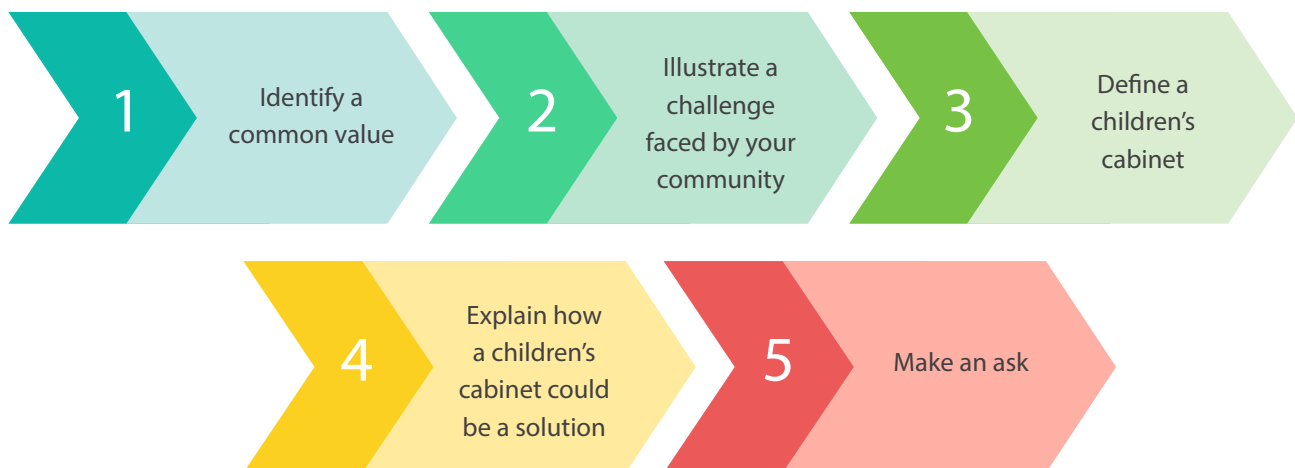 1
Identify a
common value
2
Illustrate a
challenge
faced by your
community
3
Define a
children's
cabinet
4
Explain how
a children's
cabinet could
be a solution
5
Make an ask